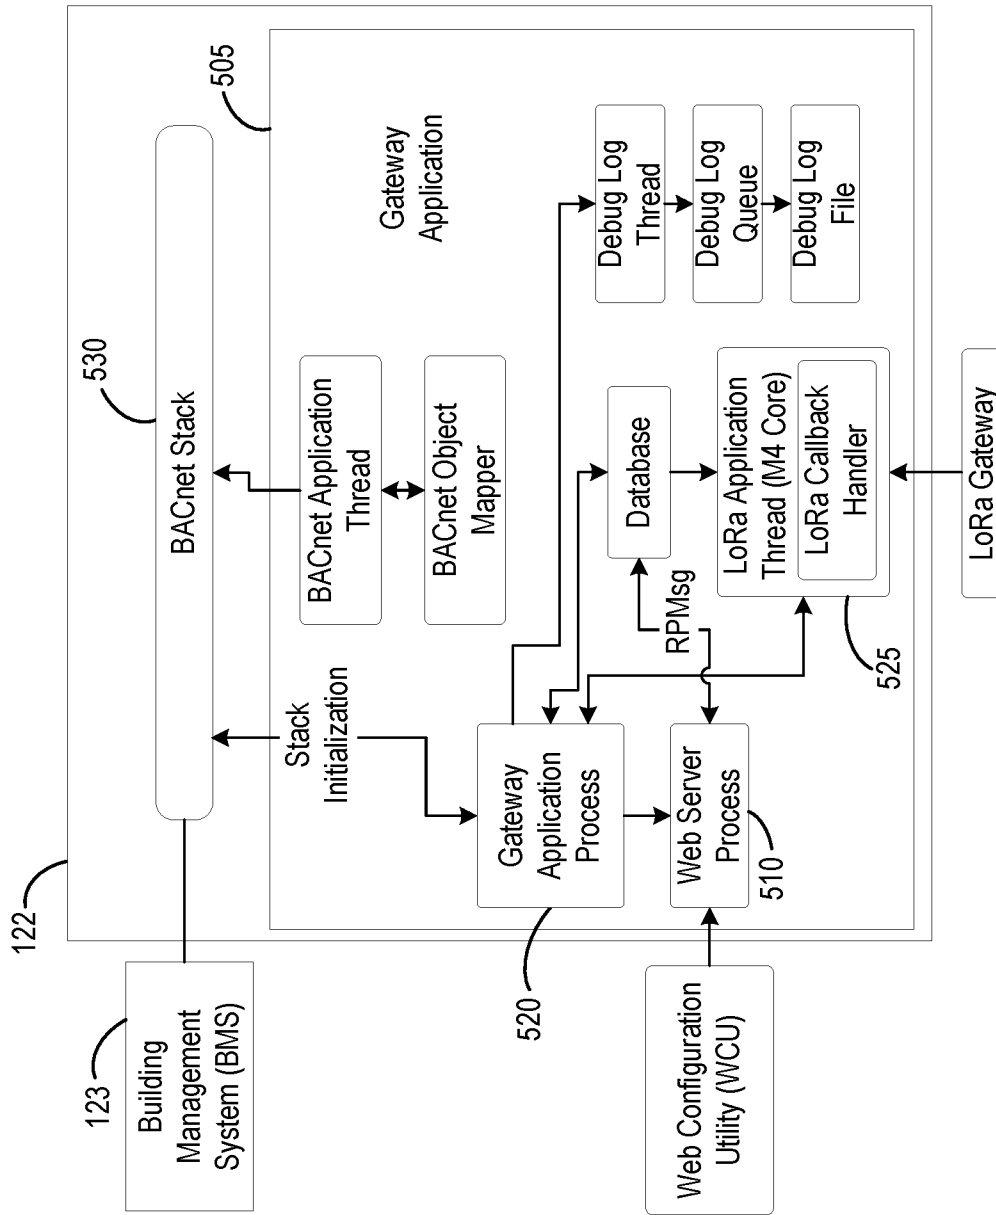 122
123
Building
Management
System (BMS)
530
BACnet Stack
505
Gateway
Application
Stack
Initialization
BACnet Application
Thread
BACnet Object
Mapper
520
Gateway
Application
Process
Database
RPMsg
Debug Log
Thread
Debug Log
Queue
Debug Log
File
Web Configuration
Utility (WCU)
Web Server
Process
510
LoRa Application
Thread (M4 Core)
LoRa Callback
Handler
525
LoRa Gateway